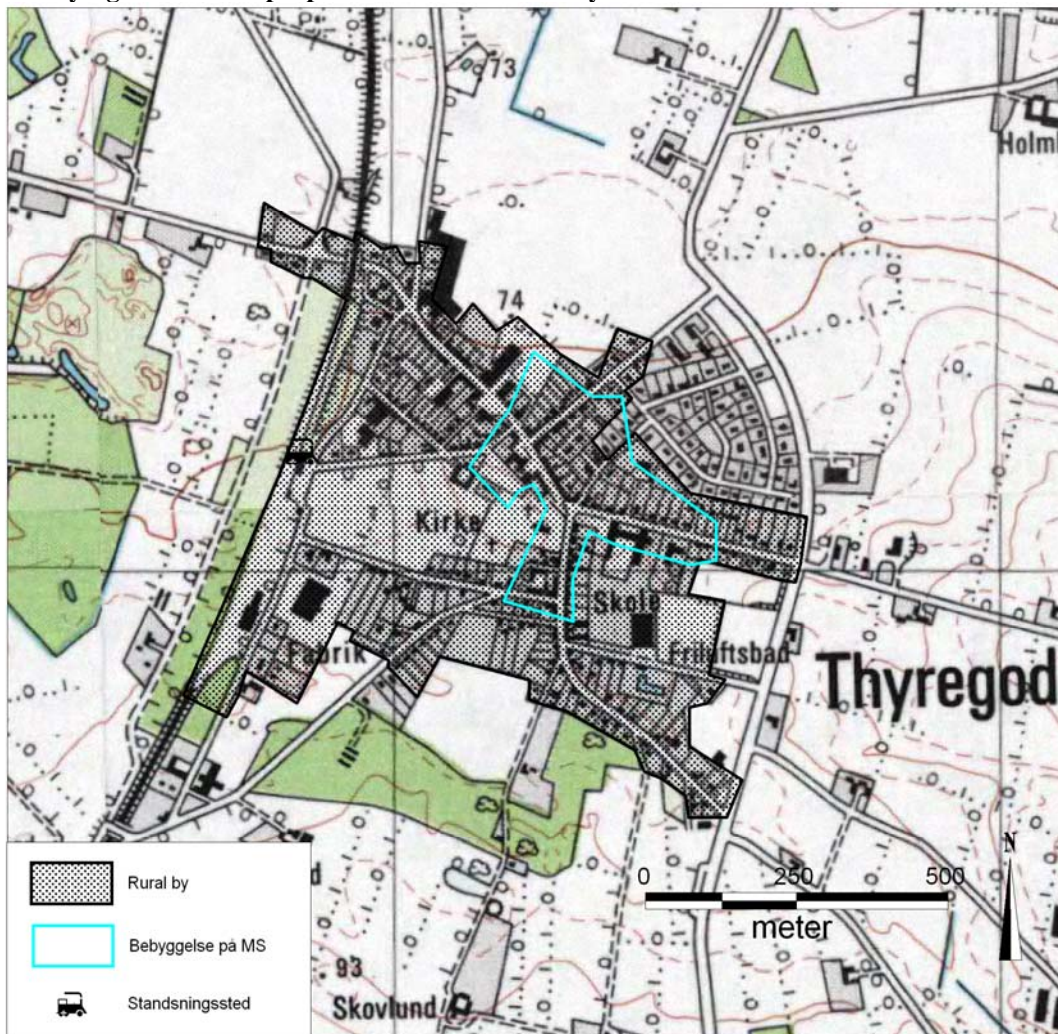 73
Holm
74
Kirke
Skole
Fabrik
Friluftsbad
Thyregod
N
0 250 500
meter
Rural by
Bebyggelse på MS
93
Standsningssted
Skovlund